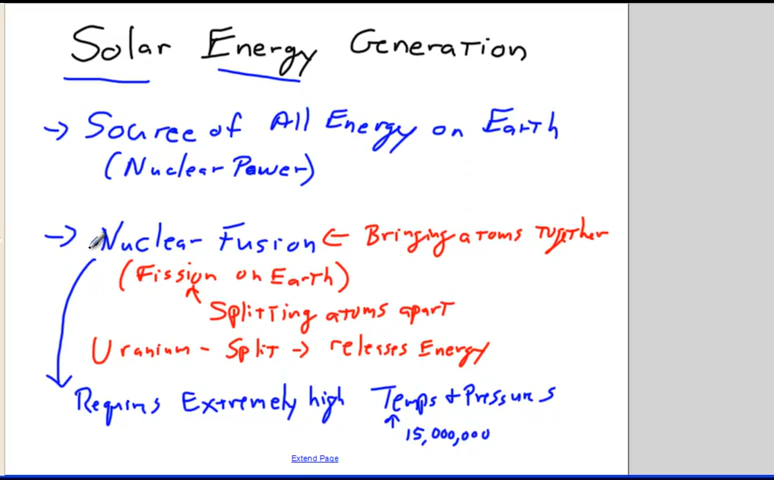 Solar Energy Generation
→ Source of All Energy on Earth
(Nuclear Power)
→ Nuclear Fusion ← Bringing atoms together
(Fission on Earth)
↑ Splitting atoms apart
Uranium - Split → releases Energy
Requires Extremely high Temps + Pressures
↑ 15,000,000
Extend Page